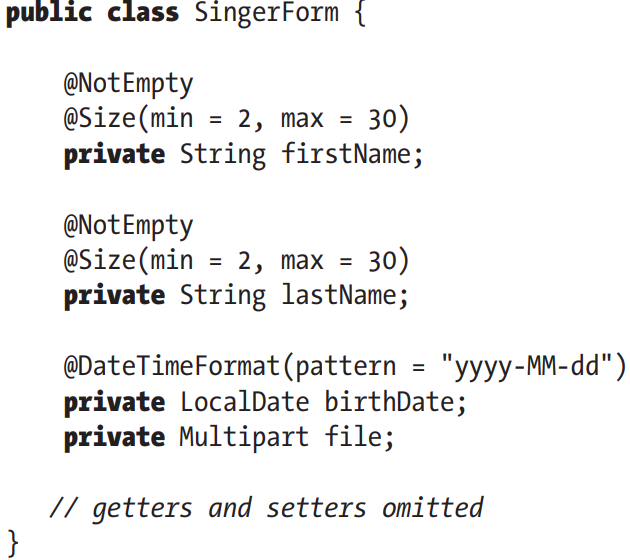 public class SingerForm {
@NotEmpty
@Size(min = 2, max = 30)
private String firstName;
@NotEmpty
@Size(min = 2, max = 30)
private String lastName;
@DateTimeFormat(pattern = "yyyy-MM-dd")
private LocalDate birthDate;
private Multipart file;
// getters and setters omitted
}